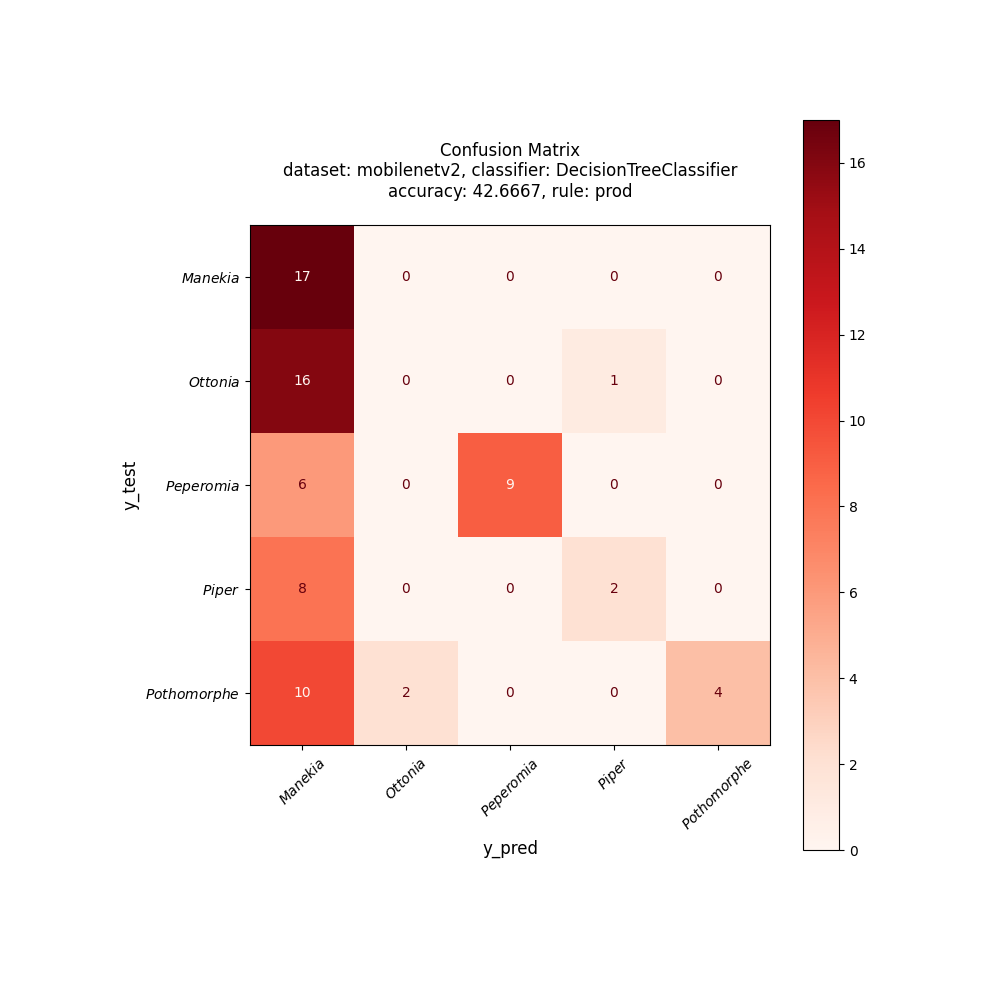 Confusion Matrix
dataset: mobilenetv2, classifier: DecisionTreeClassifier
accuracy: 42.6667, rule: prod
y_test
Manekia 17 0 0 0 0
Ottonia 16 0 0 1 0
Peperomia 6 0 9 0 0
Piper 8 0 0 2 0
Pothomorphe 10 2 0 0 4
Manekia Ottonia Peperomia Piper Pothomorphe
y_pred
16
14
12
10
8
6
4
2
0